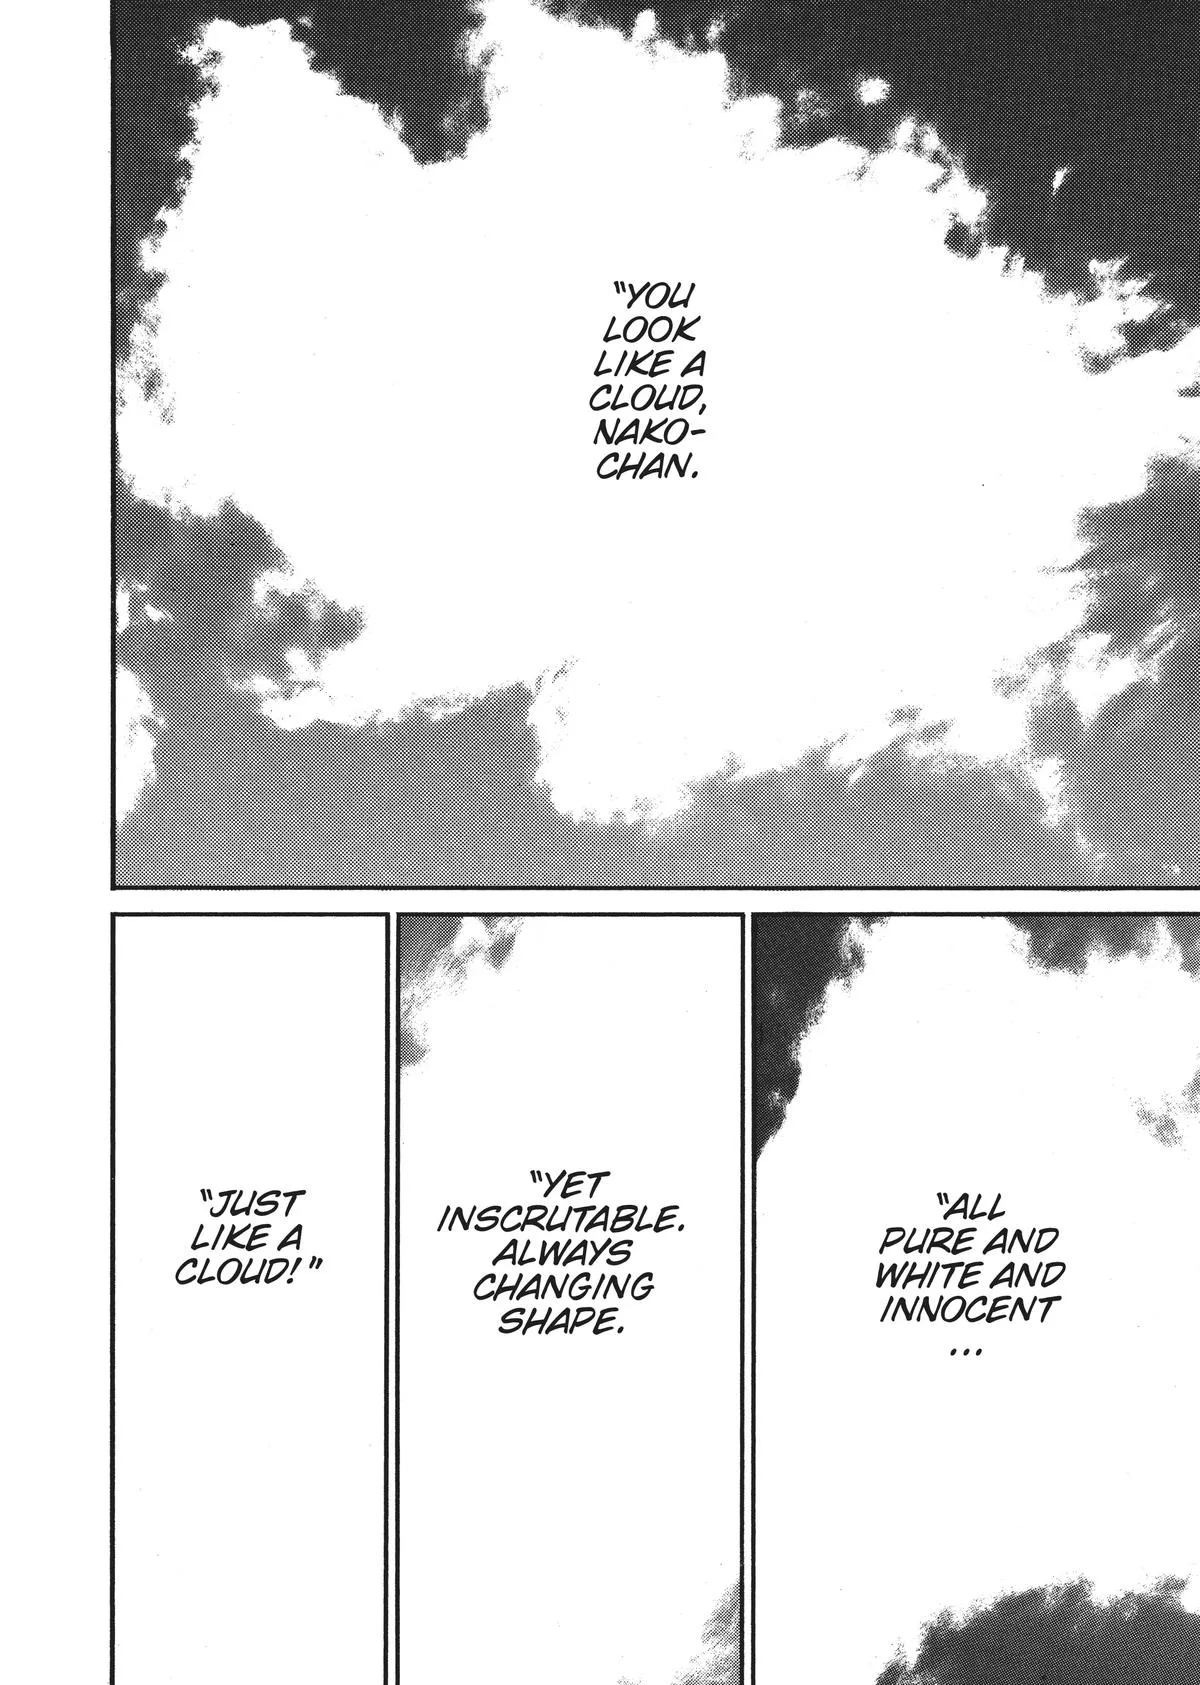 "YOU
LOOK
LIKE A
CLOUD,
NAKO-
CHAN.
"ALL
PURE AND
WHITE AND
INNOCENT
...
"YET
INSCRUTABLE.
ALWAYS
CHANGING
SHAPE.
"JUST
LIKE A
CLOUD!"